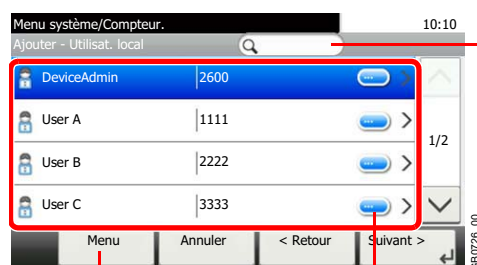 Menu système/Compteur. 10:10
Ajouter - Utilisat. local
DeviceAdmin 2600
User A 1111
User B 2222
User C 3333
1/2
Menu Annuler < Retour Suivant >